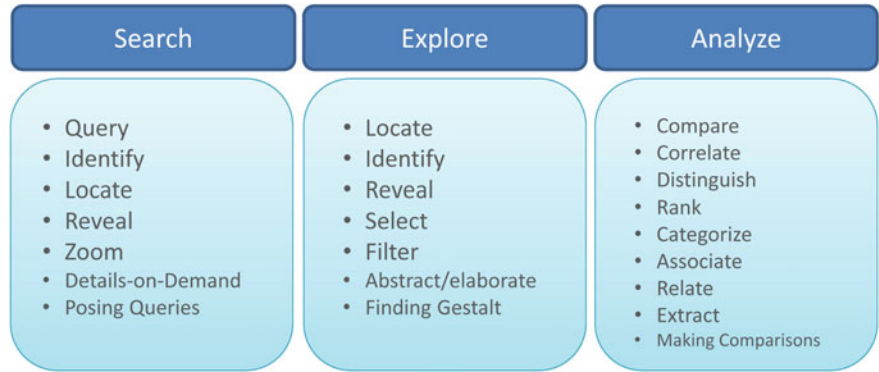 Search
• Query
• Identify
• Locate
• Reveal
• Zoom
• Details-on-Demand
• Posing Queries
Explore
• Locate
• Identify
• Reveal
• Select
• Filter
• Abstract/elaborate
• Finding Gestalt
Analyze
• Compare
• Correlate
• Distinguish
• Rank
• Categorize
• Associate
• Relate
• Extract
• Making Comparisons